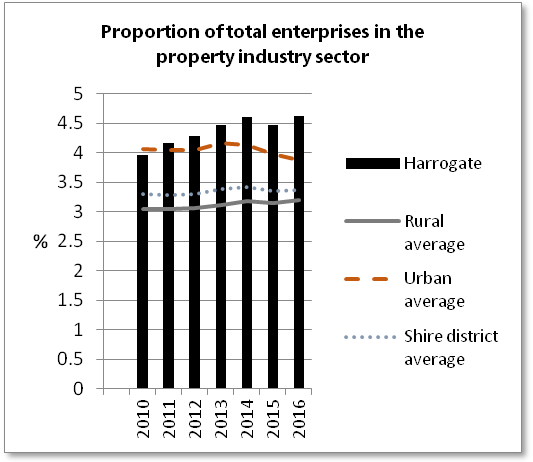 Proportion of total enterprises in the
property industry sector
5
4.5
4
3.5
3
2.5
2
1.5
1
0.5
0
%
2010
2011
2012
2013
2014
2015
2016
Harrogate
Rural
average
Urban
average
Shire district
average